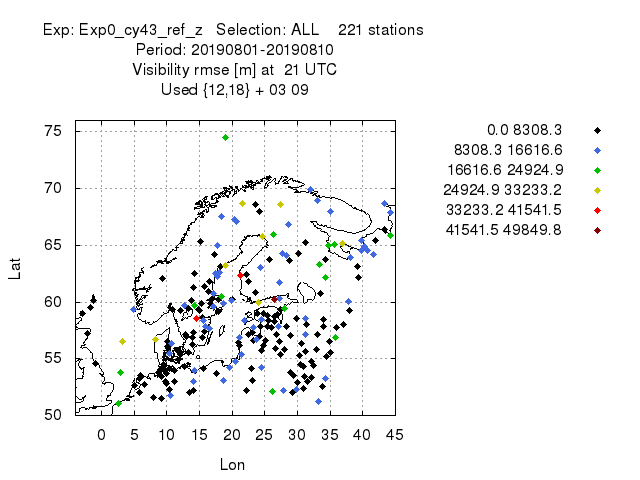 Exp: Exp0_cy43_ref_z   Selection: ALL    221 stations
Period: 20190801-20190810
Visibility rmse [m] at  21 UTC
Used {12,18} + 03 09
0.0 8308.3
8308.3 16616.6
16616.6 24924.9
24924.9 33233.2
33233.2 41541.5
41541.5 49849.8
75
70
65
60
55
50
Lat
0 5 10 15 20 25 30 35 40 45
Lon